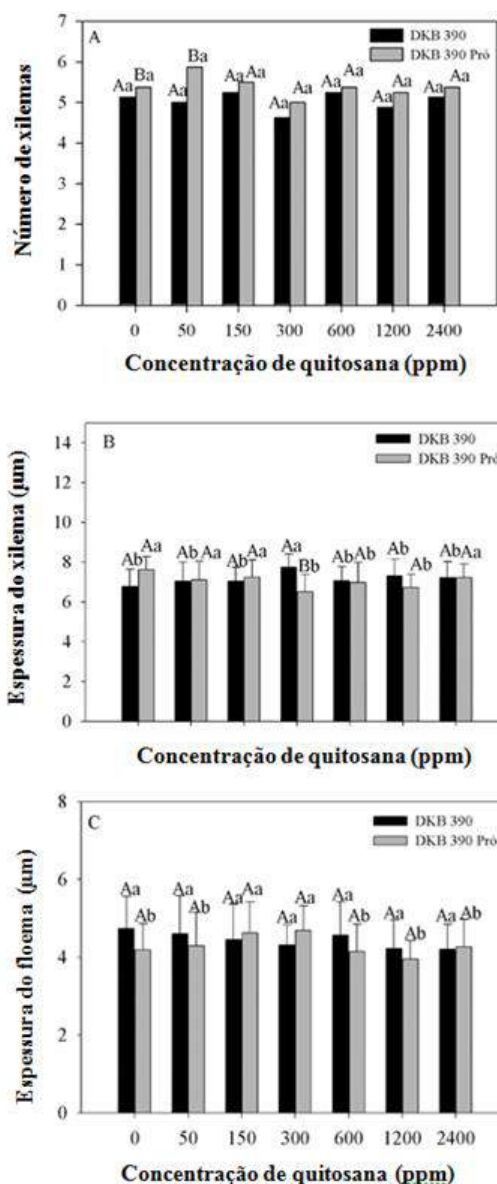 A
DKB 390
DKB 390 Pró
7
6
5
4
3
2
1
0
Aa Ba Aa Ba Aa Aa Aa Aa Aa Aa Aa Aa Aa Aa
Número de xilemas
0 50 150 300 600 1200 2400
Concentração de quitosana (ppm)
B
DKB 390
DKB 390 Pró
14
12
10
8
6
4
2
0
Ab Aa Ab Aa Ab Aa Aa Bb Ab Ab Ab Ab Ab Aa
Espessura do xilema (µm)
Concentração de quitosana (ppm)
C
DKB 390
DKB 390 Pró
8
6
4
2
0
Aa Ab Aa Ab Aa Aa Aa Aa Aa Ab Aa Ab Aa Ab
Espessura do floema (µm)
0 50 150 300 600 1200 2400
Concentração de quitosana (ppm)